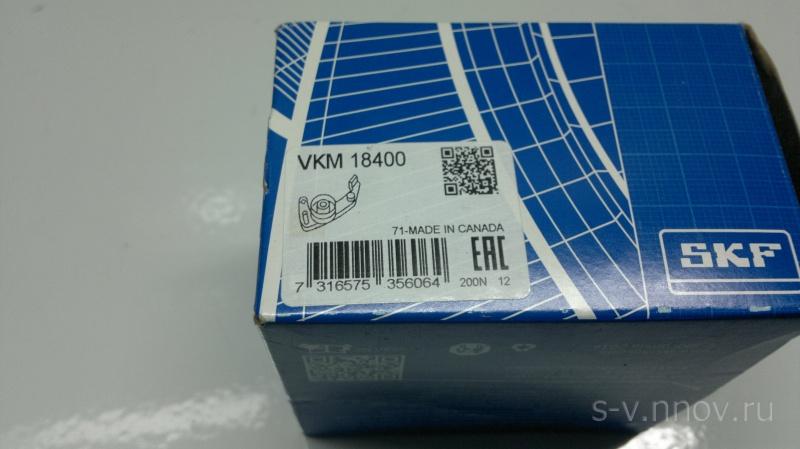 VKM 18400
71-MADE IN CANADA
7 316575 356064
EAC
200N 12
SKF
s-v.nnov.ru